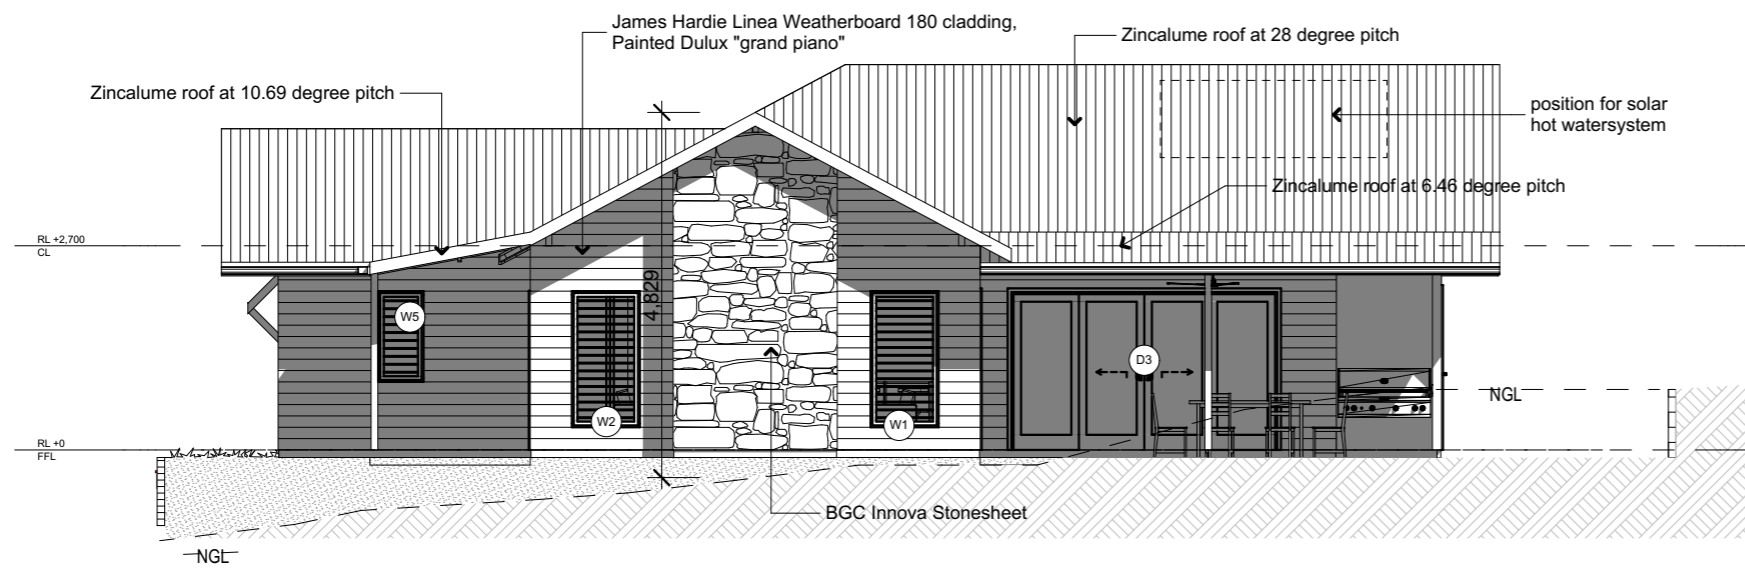 James Hardie Linea Weatherboard 180 cladding,
Painted Dulux "grand piano"
Zincalume roof at 28 degree pitch
Zincalume roof at 10.69 degree pitch
position for solar
hot watersystem
Zincalume roof at 6.46 degree pitch
RL +2,700
CL
4,829
W5
D3
W2
W1
NGL
RL +0
FFL
BGC Innova Stonesheet
NGL